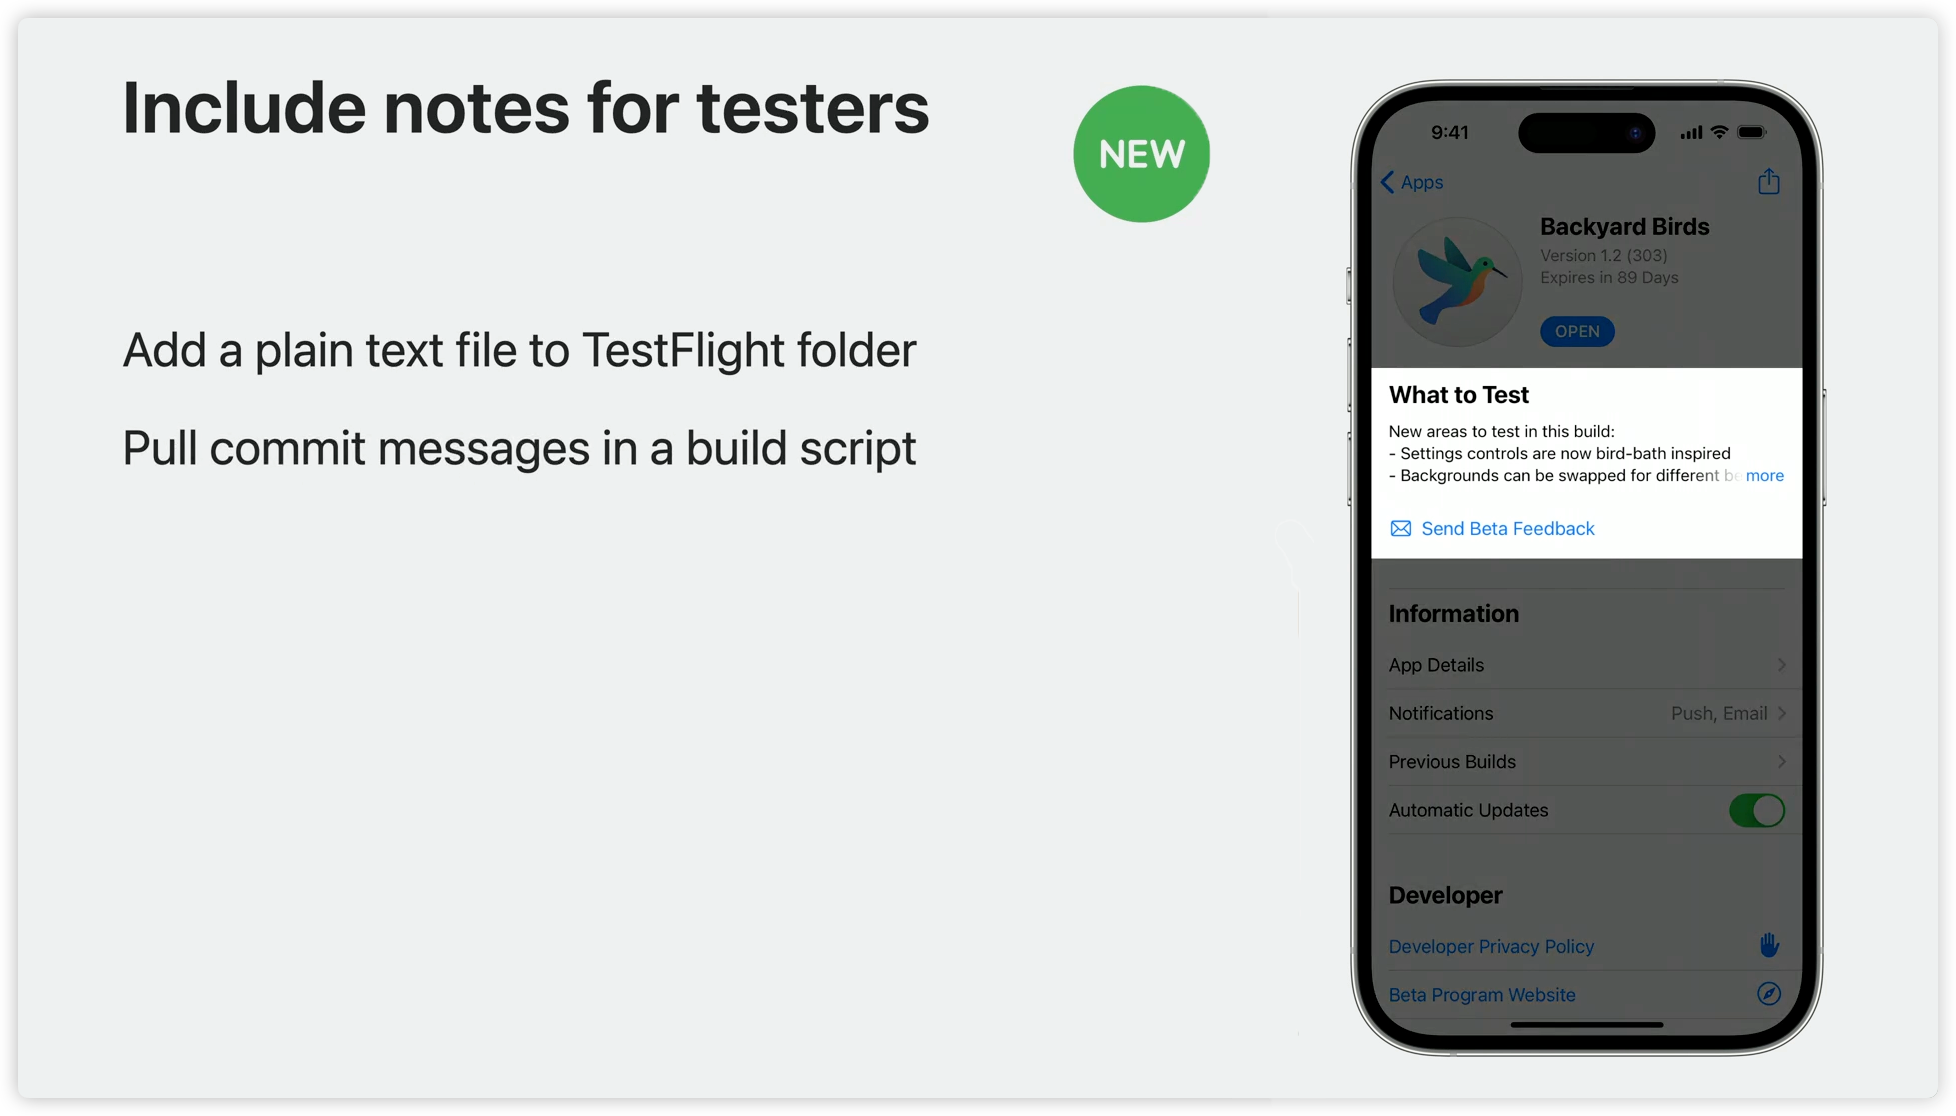 Include notes for testers
NEW
Add a plain text file to TestFlight folder
Pull commit messages in a build script
9:41
Apps
Backyard Birds
Version 1.2 (303)
Expires in 89 Days
OPEN
What to Test
New areas to test in this build:
- Settings controls are now bird-bath inspired
- Backgrounds can be swapped for different be more
Send Beta Feedback
Information
App Details
Notifications Push, Email
Previous Builds
Automatic Updates
Developer
Developer Privacy Policy
Beta Program Website